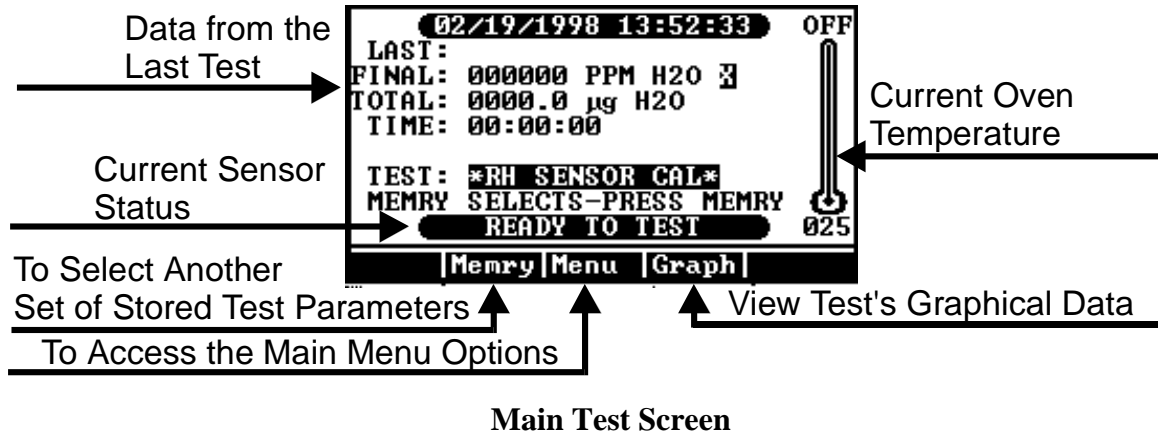 Data from the
Last Test
Current Sensor
Status
To Select Another
Set of Stored Test Parameters
To Access the Main Menu Options
02/19/1998 13:52:33
LAST:
FINAL: 000000 PPM H2O
TOTAL: 0000.0 µg H2O
TIME: 00:00:00
TEST: *RH SENSOR CAL*
MEMRY SELECTS-PRESS MEMRY
READY TO TEST
Memry|Menu |Graph|
OFF
025
Current Oven
Temperature
View Test's Graphical Data
Main Test Screen